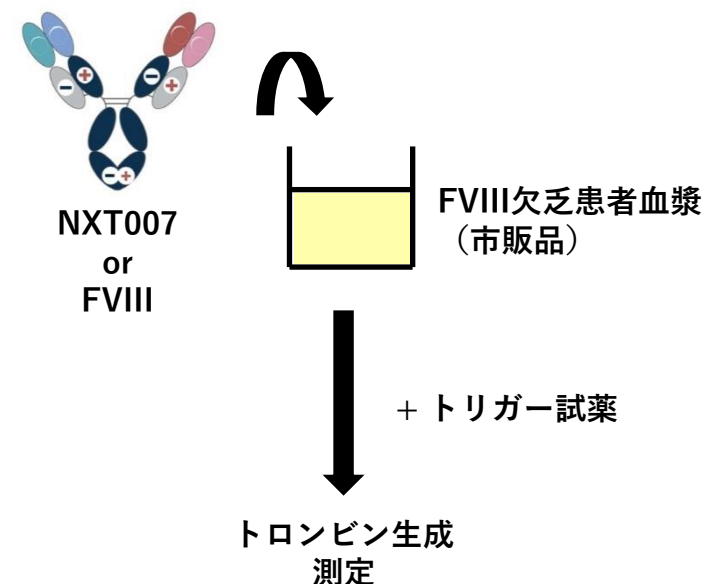 NXT007
or
FVIII
FVIII欠乏患者血漿
（市販品）
+ トリガー試薬
トロンビン生成
測定